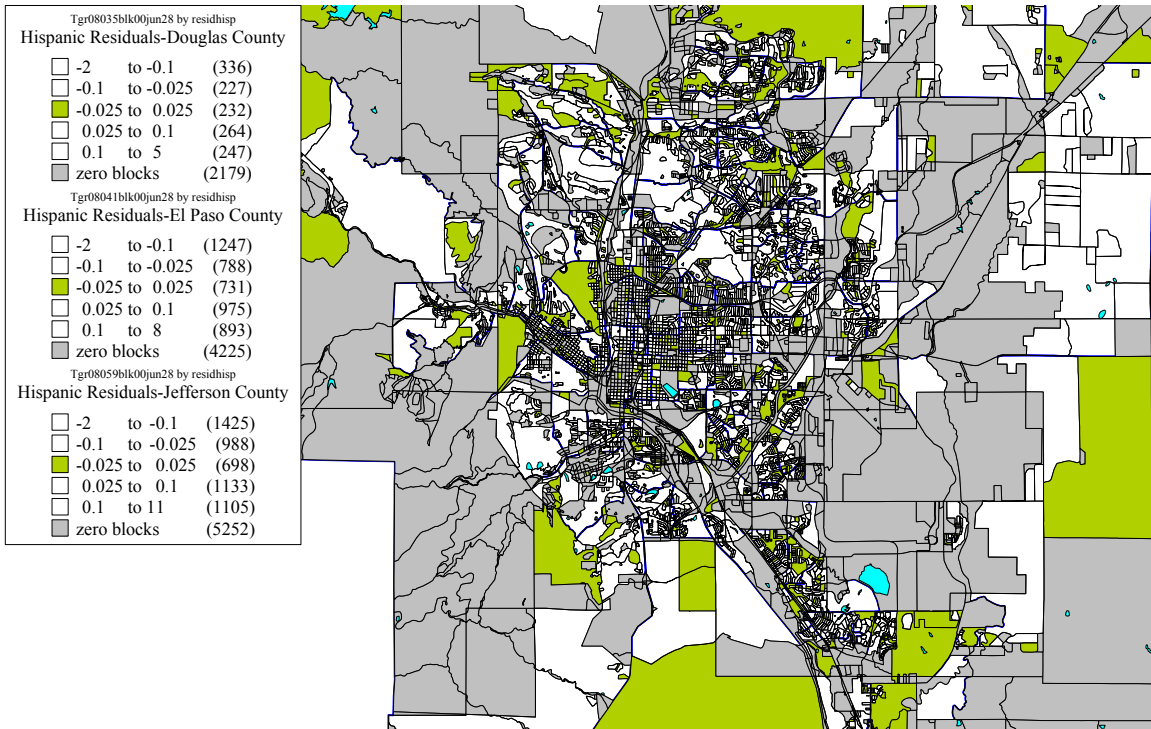 Tgr08035blk00jun28 by residhisp
Hispanic Residuals-Douglas County
-2 to -0.1 (336)
-0.1 to -0.025 (227)
-0.025 to 0.025 (232)
0.025 to 0.1 (264)
0.1 to 5 (247)
zero blocks (2179)
Tgr08041blk00jun28 by residhisp
Hispanic Residuals-El Paso County
-2 to -0.1 (1247)
-0.1 to -0.025 (788)
-0.025 to 0.025 (731)
0.025 to 0.1 (975)
0.1 to 8 (893)
zero blocks (4225)
Tgr08059blk00jun28 by residhisp
Hispanic Residuals-Jefferson County
-2 to -0.1 (1425)
-0.1 to -0.025 (988)
-0.025 to 0.025 (698)
0.025 to 0.1 (1133)
0.1 to 11 (1105)
zero blocks (5252)